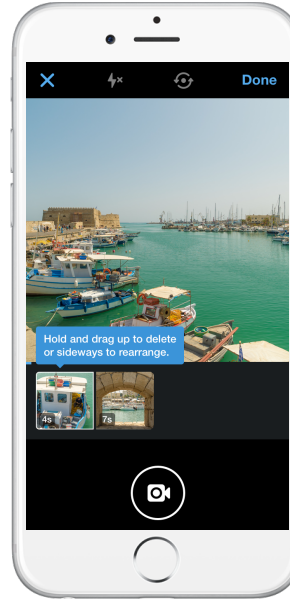 Done
Hold and drag up to delete
or sideways to rearrange.
4s
7s